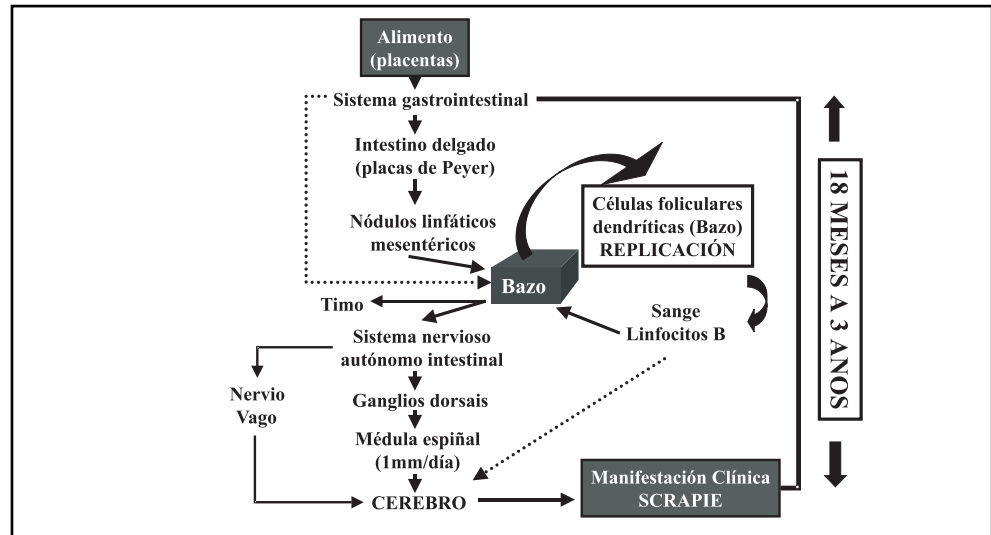 Alimento
(placentas)
Sistema gastrointestinal
Intestino delgado
(placas de Peyer)
Nódulos linfáticos
mesentéricos
Células foliculares
dendríticas (Bazo)
REPLICACIÓN
Bazo
Timo
Sange
Linfocitos B
Sistema nervioso
autónomo intestinal
Nervio
Vago
Ganglios dorsais
Médula espiñal
(1mm/día)
CEREBRO
Manifestación Clínica
SCRAPIE
18 MESES A 3 ANOS